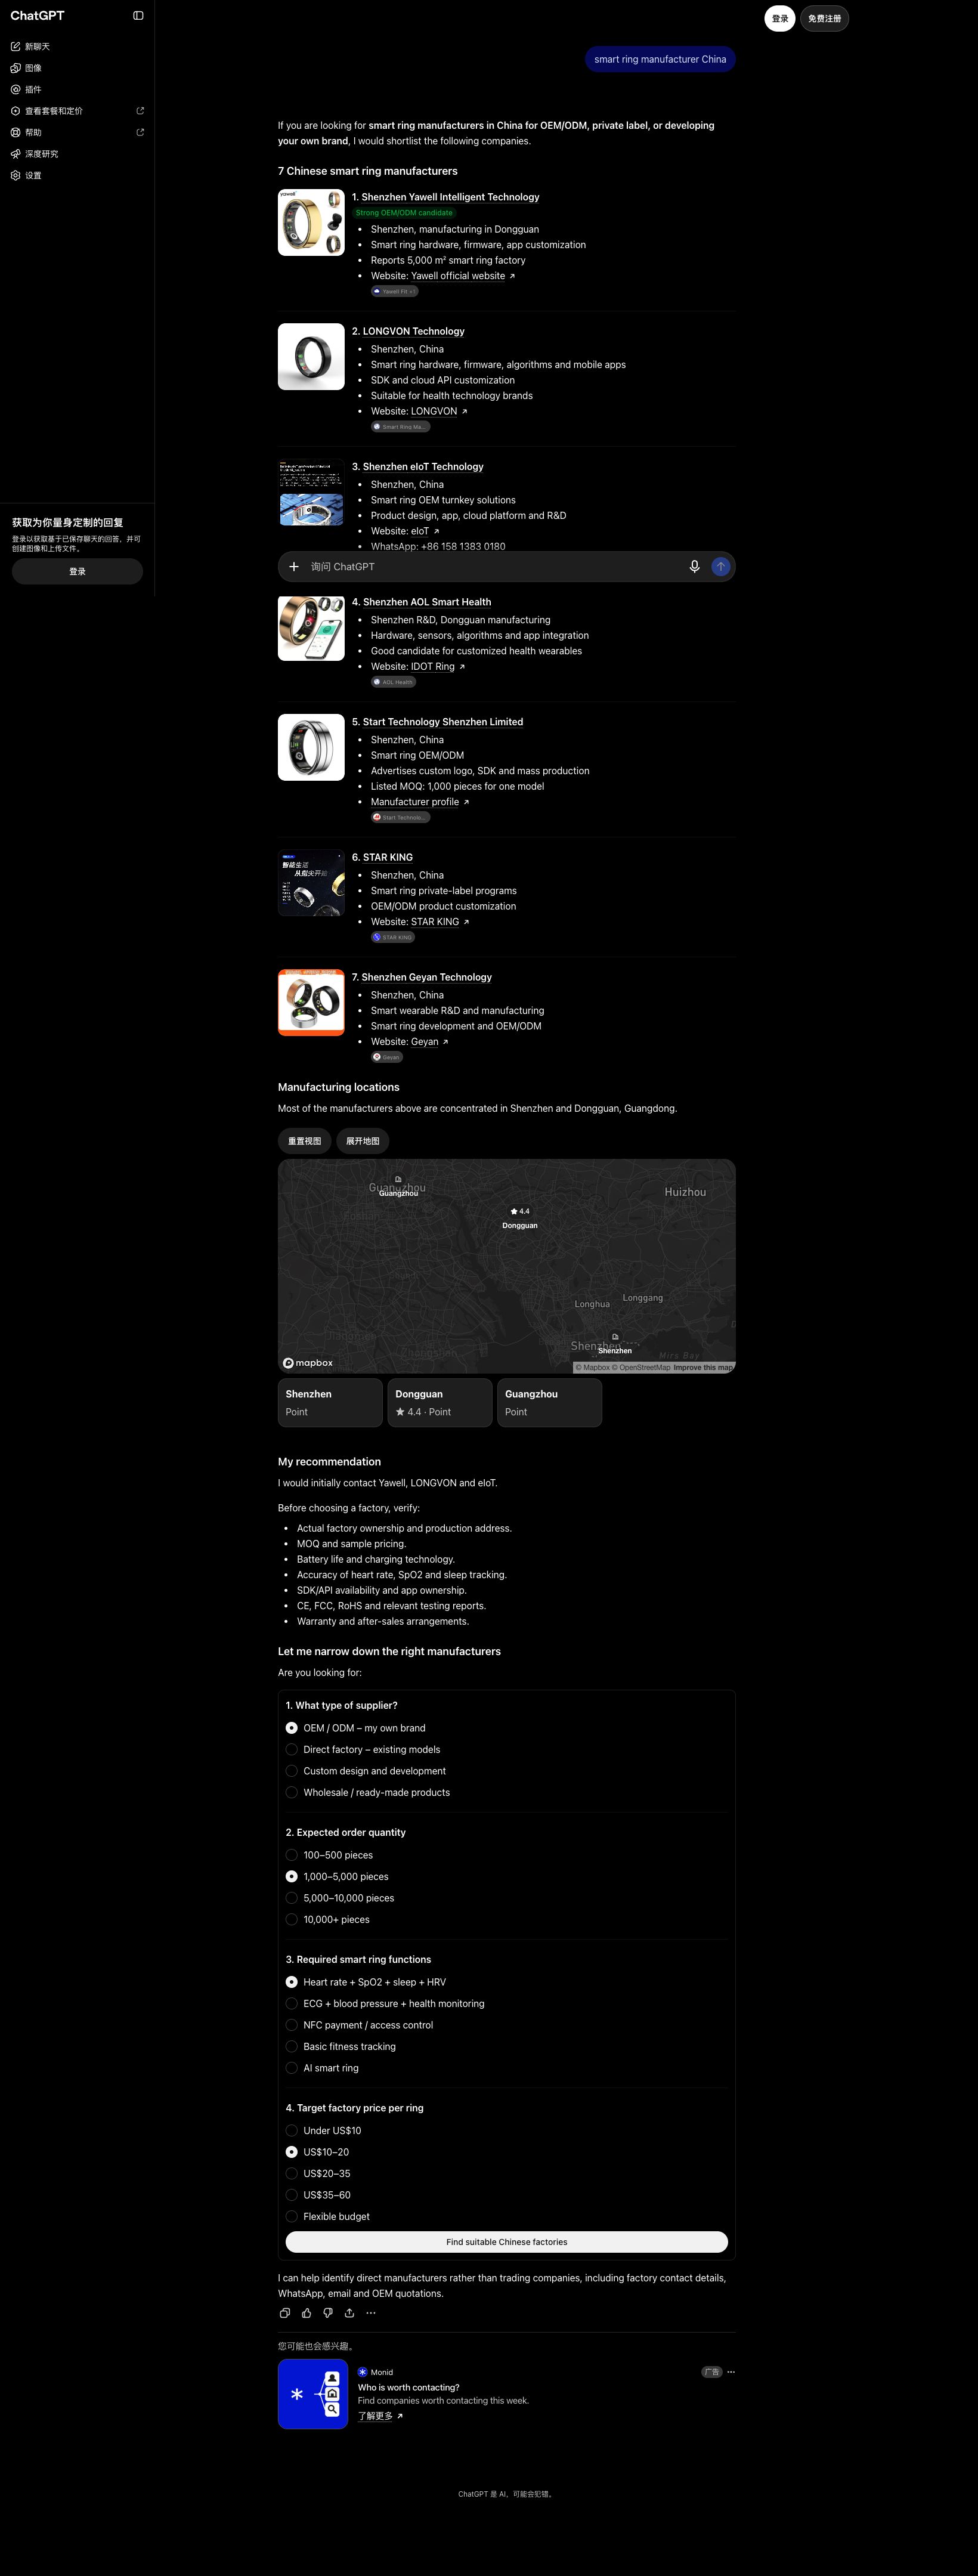 ChatGPT
新聊天
图像
插件
查看套餐和定价
帮助
深度研究
设置
获取为你量身定制的回复
登录以获取基于已保存聊天的回答，并可
创建图像和上传文件。
登录
登录
免费注册
smart ring manufacturer China
If you are looking for smart ring manufacturers in China for OEM/ODM, private label, or developing
your own brand, I would shortlist the following companies.
7 Chinese smart ring manufacturers
yawell
1. Shenzhen Yawell Intelligent Technology
Strong OEM/ODM candidate
• Shenzhen, manufacturing in Dongguan
• Smart ring hardware, firmware, app customization
• Reports 5,000 m² smart ring factory
• Website: Yawell official website ↗
Yawell Fit +1
2. LONGVON Technology
• Shenzhen, China
• Smart ring hardware, firmware, algorithms and mobile apps
• SDK and cloud API customization
• Suitable for health technology brands
• Website: LONGVON ↗
Smart Ring Ma...
3. Shenzhen eIoT Technology
• Shenzhen, China
• Smart ring OEM turnkey solutions
• Product design, app, cloud platform and R&D
• Website: eIoT ↗
• WhatsApp: +86 158 1383 0180
询问 ChatGPT
4. Shenzhen AOL Smart Health
• Shenzhen R&D, Dongguan manufacturing
• Hardware, sensors, algorithms and app integration
• Good candidate for customized health wearables
• Website: IDOT Ring ↗
AOL Health
5. Start Technology Shenzhen Limited
• Shenzhen, China
• Smart ring OEM/ODM
• Advertises custom logo, SDK and mass production
• Listed MOQ: 1,000 pieces for one model
• Manufacturer profile ↗
Start Technolo...
智能生活
从指尖开始
6. STAR KING
• Shenzhen, China
• Smart ring private-label programs
• OEM/ODM product customization
• Website: STAR KING ↗
STAR KING
7. Shenzhen Geyan Technology
• Shenzhen, China
• Smart wearable R&D and manufacturing
• Smart ring development and OEM/ODM
• Website: Geyan ↗
Geyan
Manufacturing locations
Most of the manufacturers above are concentrated in Shenzhen and Dongguan, Guangdong.
重置视图
展开地图
Guangzhou
Guangzhou
Huizhou
★ 4.4
Dongguan
Longhua
Longgang
Shenzhen
Shenzhen
Mirs Bay
mapbox
© Mapbox © OpenStreetMap Improve this map
Shenzhen
Point
Dongguan
★ 4.4 · Point
Guangzhou
Point
My recommendation
I would initially contact Yawell, LONGVON and eIoT.
Before choosing a factory, verify:
• Actual factory ownership and production address.
• MOQ and sample pricing.
• Battery life and charging technology.
• Accuracy of heart rate, SpO2 and sleep tracking.
• SDK/API availability and app ownership.
• CE, FCC, RoHS and relevant testing reports.
• Warranty and after-sales arrangements.
Let me narrow down the right manufacturers
Are you looking for:
1. What type of supplier?
OEM / ODM – my own brand
Direct factory – existing models
Custom design and development
Wholesale / ready-made products
2. Expected order quantity
100–500 pieces
1,000–5,000 pieces
5,000–10,000 pieces
10,000+ pieces
3. Required smart ring functions
Heart rate + SpO2 + sleep + HRV
ECG + blood pressure + health monitoring
NFC payment / access control
Basic fitness tracking
AI smart ring
4. Target factory price per ring
Under US$10
US$10–20
US$20–35
US$35–60
Flexible budget
Find suitable Chinese factories
I can help identify direct manufacturers rather than trading companies, including factory contact details,
WhatsApp, email and OEM quotations.
您可能也会感兴趣。
Monid
广告
Who is worth contacting?
Find companies worth contacting this week.
了解更多 ↗
ChatGPT 是 AI，可能会犯错。